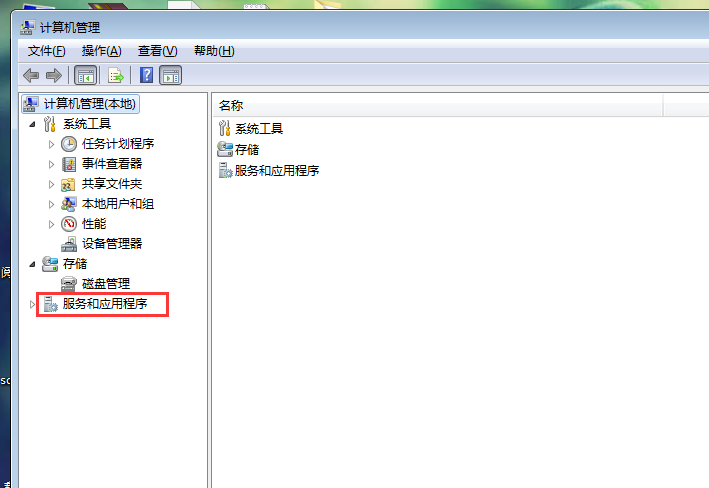 计算机管理
文件(F) 操作(A) 查看(V) 帮助(H)
计算机管理(本地)
系统工具
任务计划程序
事件查看器
共享文件夹
本地用户和组
性能
设备管理器
存储
磁盘管理
服务和应用程序
名称
系统工具
存储
服务和应用程序
阅